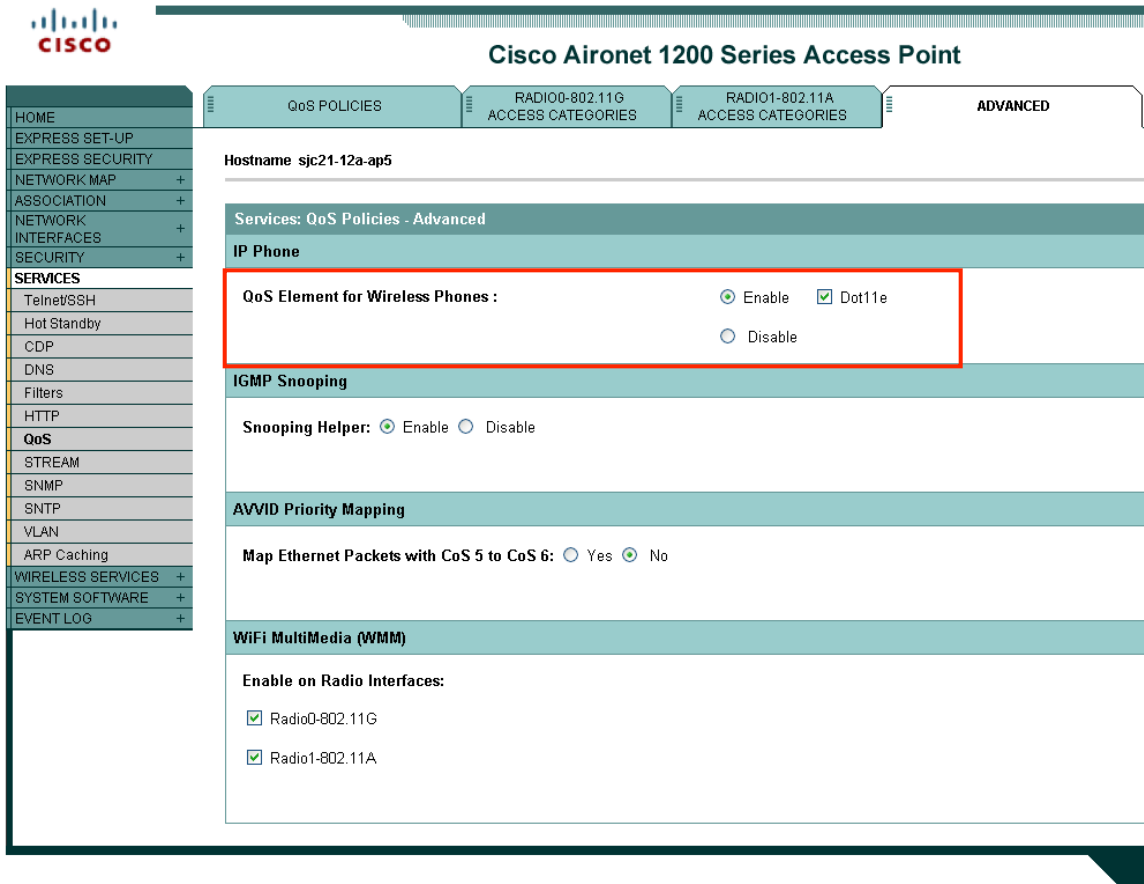 CISCO
Cisco Aironet 1200 Series Access Point
QoS POLICIES
RADIO0-802.11G
ACCESS CATEGORIES
RADIO1-802.11A
ACCESS CATEGORIES
ADVANCED
HOME
EXPRESS SET-UP
EXPRESS SECURITY
NETWORK MAP +
ASSOCIATION +
NETWORK
INTERFACES +
SECURITY +
SERVICES
Telnet/SSH
Hot Standby
CDP
DNS
Filters
HTTP
QoS
STREAM
SNMP
SNTP
VLAN
ARP Caching
WIRELESS SERVICES +
SYSTEM SOFTWARE +
EVENT LOG +
Hostname sjc21-12a-ap5
Services: QoS Policies - Advanced
IP Phone
QoS Element for Wireless Phones : Enable Dot11e
Disable
IGMP Snooping
Snooping Helper: Enable Disable
AVVID Priority Mapping
Map Ethernet Packets with CoS 5 to CoS 6: Yes No
WiFi MultiMedia (WMM)
Enable on Radio Interfaces:
Radio0-802.11G
Radio1-802.11A